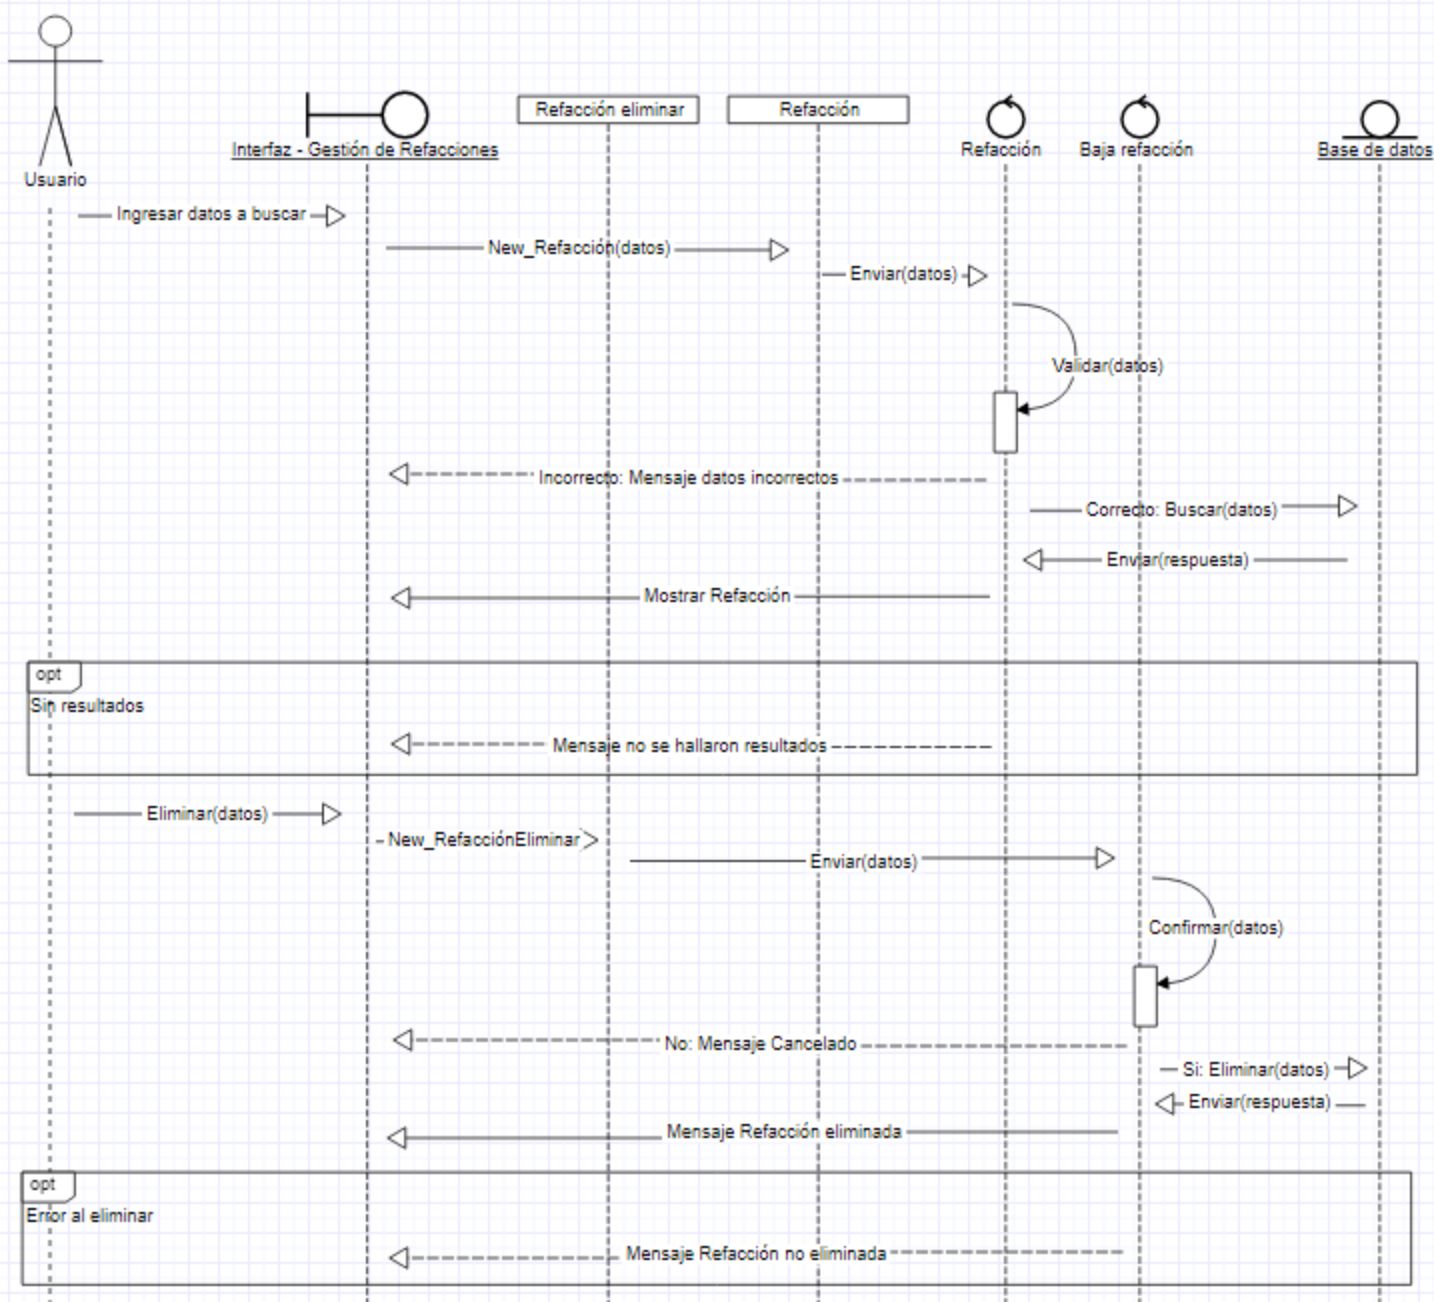 Usuario
Interfaz - Gestión de Refacciones
Refacción eliminar
Refacción
Refacción
Baja refacción
Base de datos
Ingresar datos a buscar
New_Refacción(datos)
Enviar(datos)
Validar(datos)
Incorrecto: Mensaje datos incorrectos
Correcto: Buscar(datos)
Enviar(respuesta)
Mostrar Refacción
opt
Sin resultados
Mensaje no se hallaron resultados
Eliminar(datos)
New_RefacciónEliminar
Enviar(datos)
Confirmar(datos)
No: Mensaje Cancelado
Si: Eliminar(datos)
Enviar(respuesta)
Mensaje Refacción eliminada
opt
Error al eliminar
Mensaje Refacción no eliminada